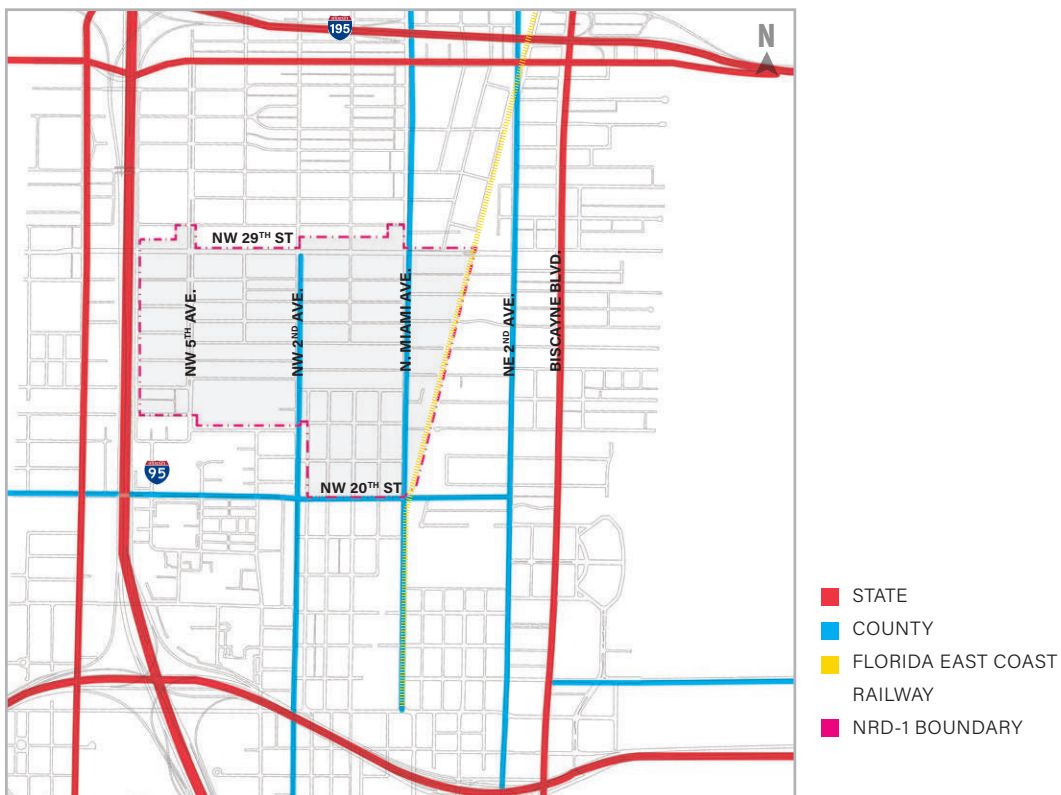 195
N
NW 29TH ST
NW 5TH AVE.
NW 2ND AVE.
N. MIAMI AVE.
NE 2ND AVE.
BISCAYNE BLVD.
95
NW 20TH ST
STATE
COUNTY
FLORIDA EAST COAST
RAILWAY
NRD-1 BOUNDARY